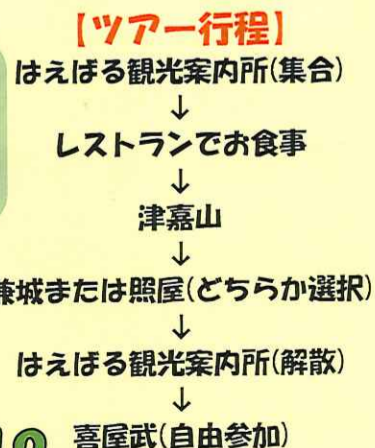 【ツアー行程】
はえばる観光案内所(集合)
↓
レストランでお食事
↓
津嘉山
↓
兼城または照屋(どちらか選択)
↓
はえばる観光案内所(解散)
↓
喜屋武(自由参加)